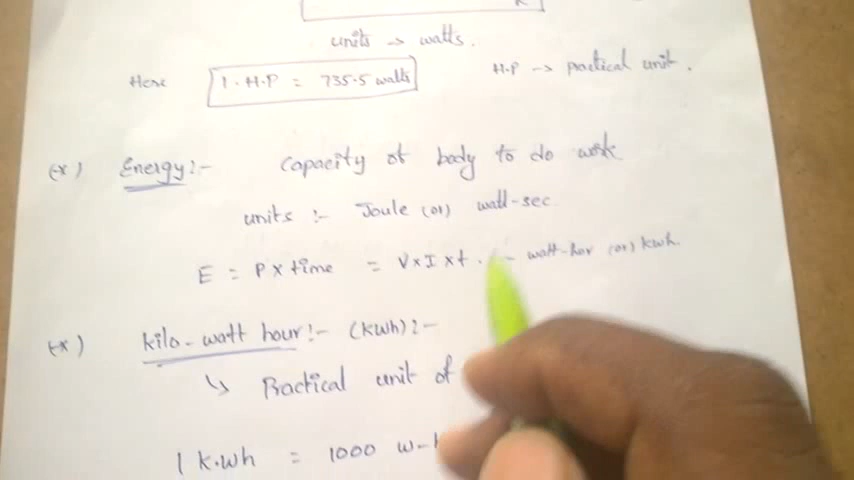 units → watts.
Here 1. H.P = 735.5 watts H.P → practical unit.
(*) Energy:- Capacity of body to do work
units :- Joule (or) watt-sec
E = P × time = V × I × t. - watt-hor (or) kwh.
(*) kilo-watt hour:- (kwh):-
↳ Practical unit of
1 k.wh = 1000 w-h